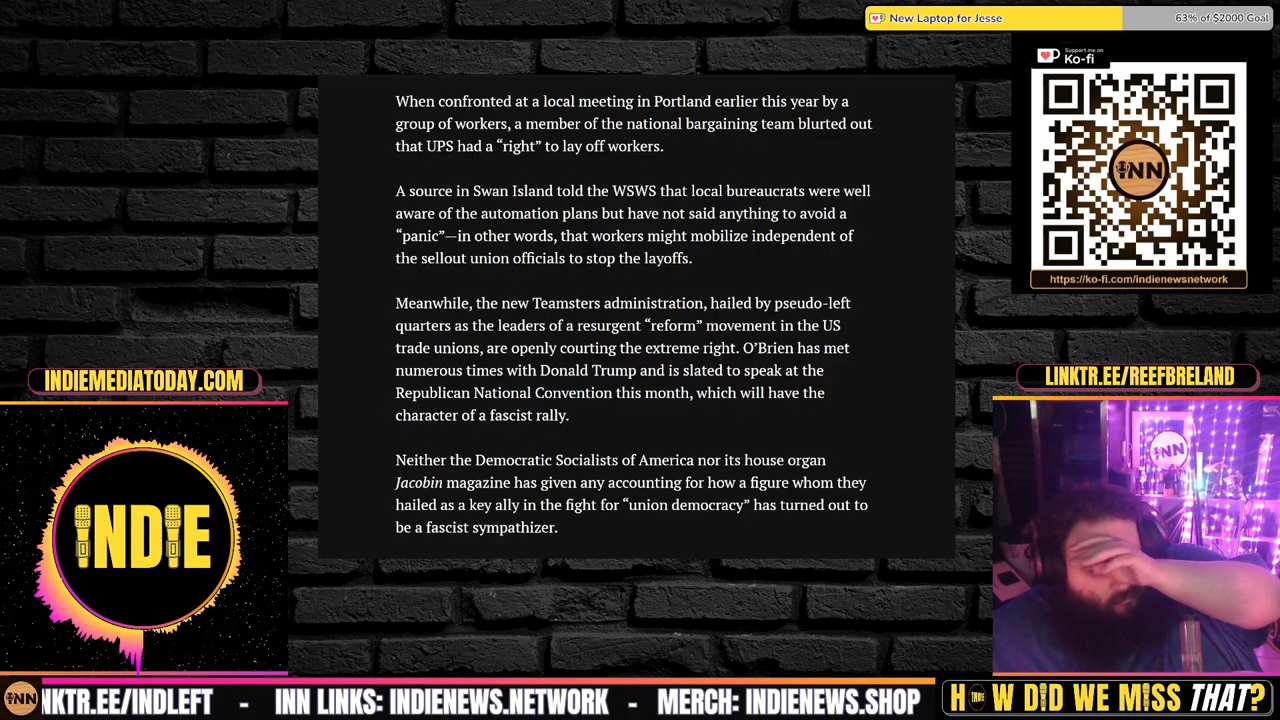 New Laptop for Jesse
63% of $2000 Goal
Support me on
Ko-fi
INN
https://ko-fi.com/indienewsnetwork
When confronted at a local meeting in Portland earlier this year by a
group of workers, a member of the national bargaining team blurted out
that UPS had a “right” to lay off workers.
A source in Swan Island told the WSWS that local bureaucrats were well
aware of the automation plans but have not said anything to avoid a
“panic”—in other words, that workers might mobilize independent of
the sellout union officials to stop the layoffs.
Meanwhile, the new Teamsters administration, hailed by pseudo-left
quarters as the leaders of a resurgent “reform” movement in the US
trade unions, are openly courting the extreme right. O’Brien has met
numerous times with Donald Trump and is slated to speak at the
Republican National Convention this month, which will have the
character of a fascist rally.
Neither the Democratic Socialists of America nor its house organ
Jacobin magazine has given any accounting for how a figure whom they
hailed as a key ally in the fight for “union democracy” has turned out to
be a fascist sympathizer.
INDIEMEDIATODAY.COM
INDIE
LINKTR.EE/REEFBRELAND
INN
INN
NKTR.EE/INDLEFT - IN LINKS: INDIENEWS.NETWORK - MERCH: INDIENEWS.SHOP
HOW DID WE MISS THAT?